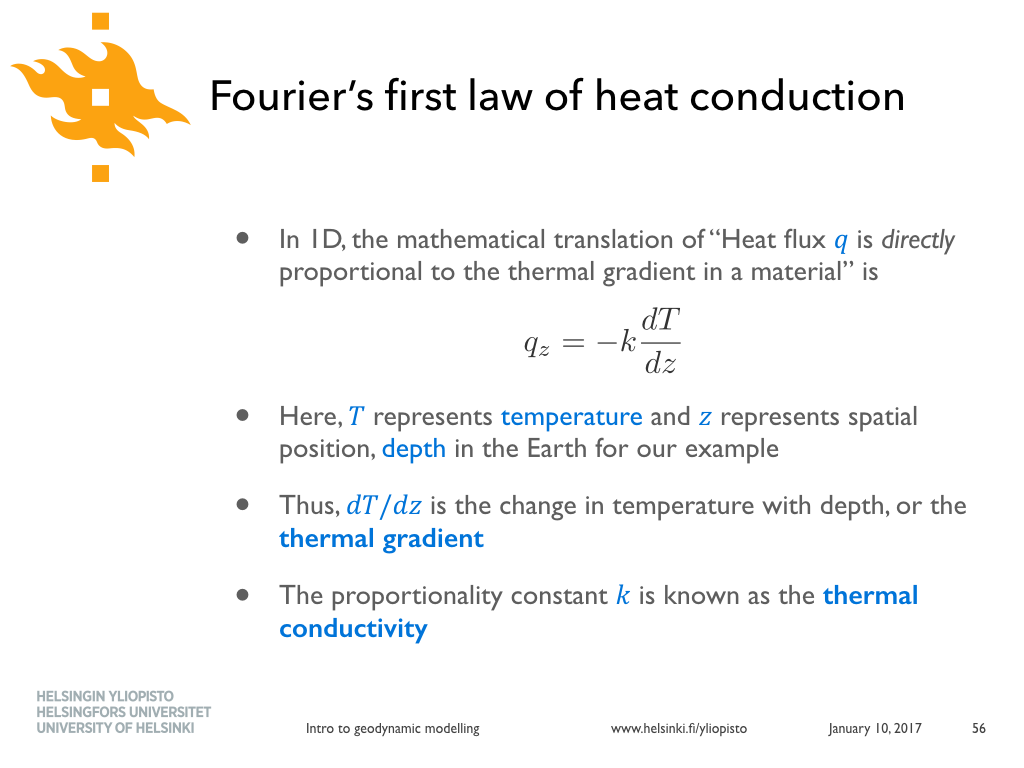 Fourier’s first law of heat conduction
• In 1D, the mathematical translation of “Heat flux q is directly
proportional to the thermal gradient in a material” is
q_z = −k dT/dz
• Here, T represents temperature and z represents spatial
position, depth in the Earth for our example
• Thus, dT/dz is the change in temperature with depth, or the
thermal gradient
• The proportionality constant k is known as the thermal
conductivity
HELSINGIN YLIOPISTO
HELSINGFORS UNIVERSITET
UNIVERSITY OF HELSINKI
Intro to geodynamic modelling www.helsinki.fi/yliopisto January 10, 2017 56